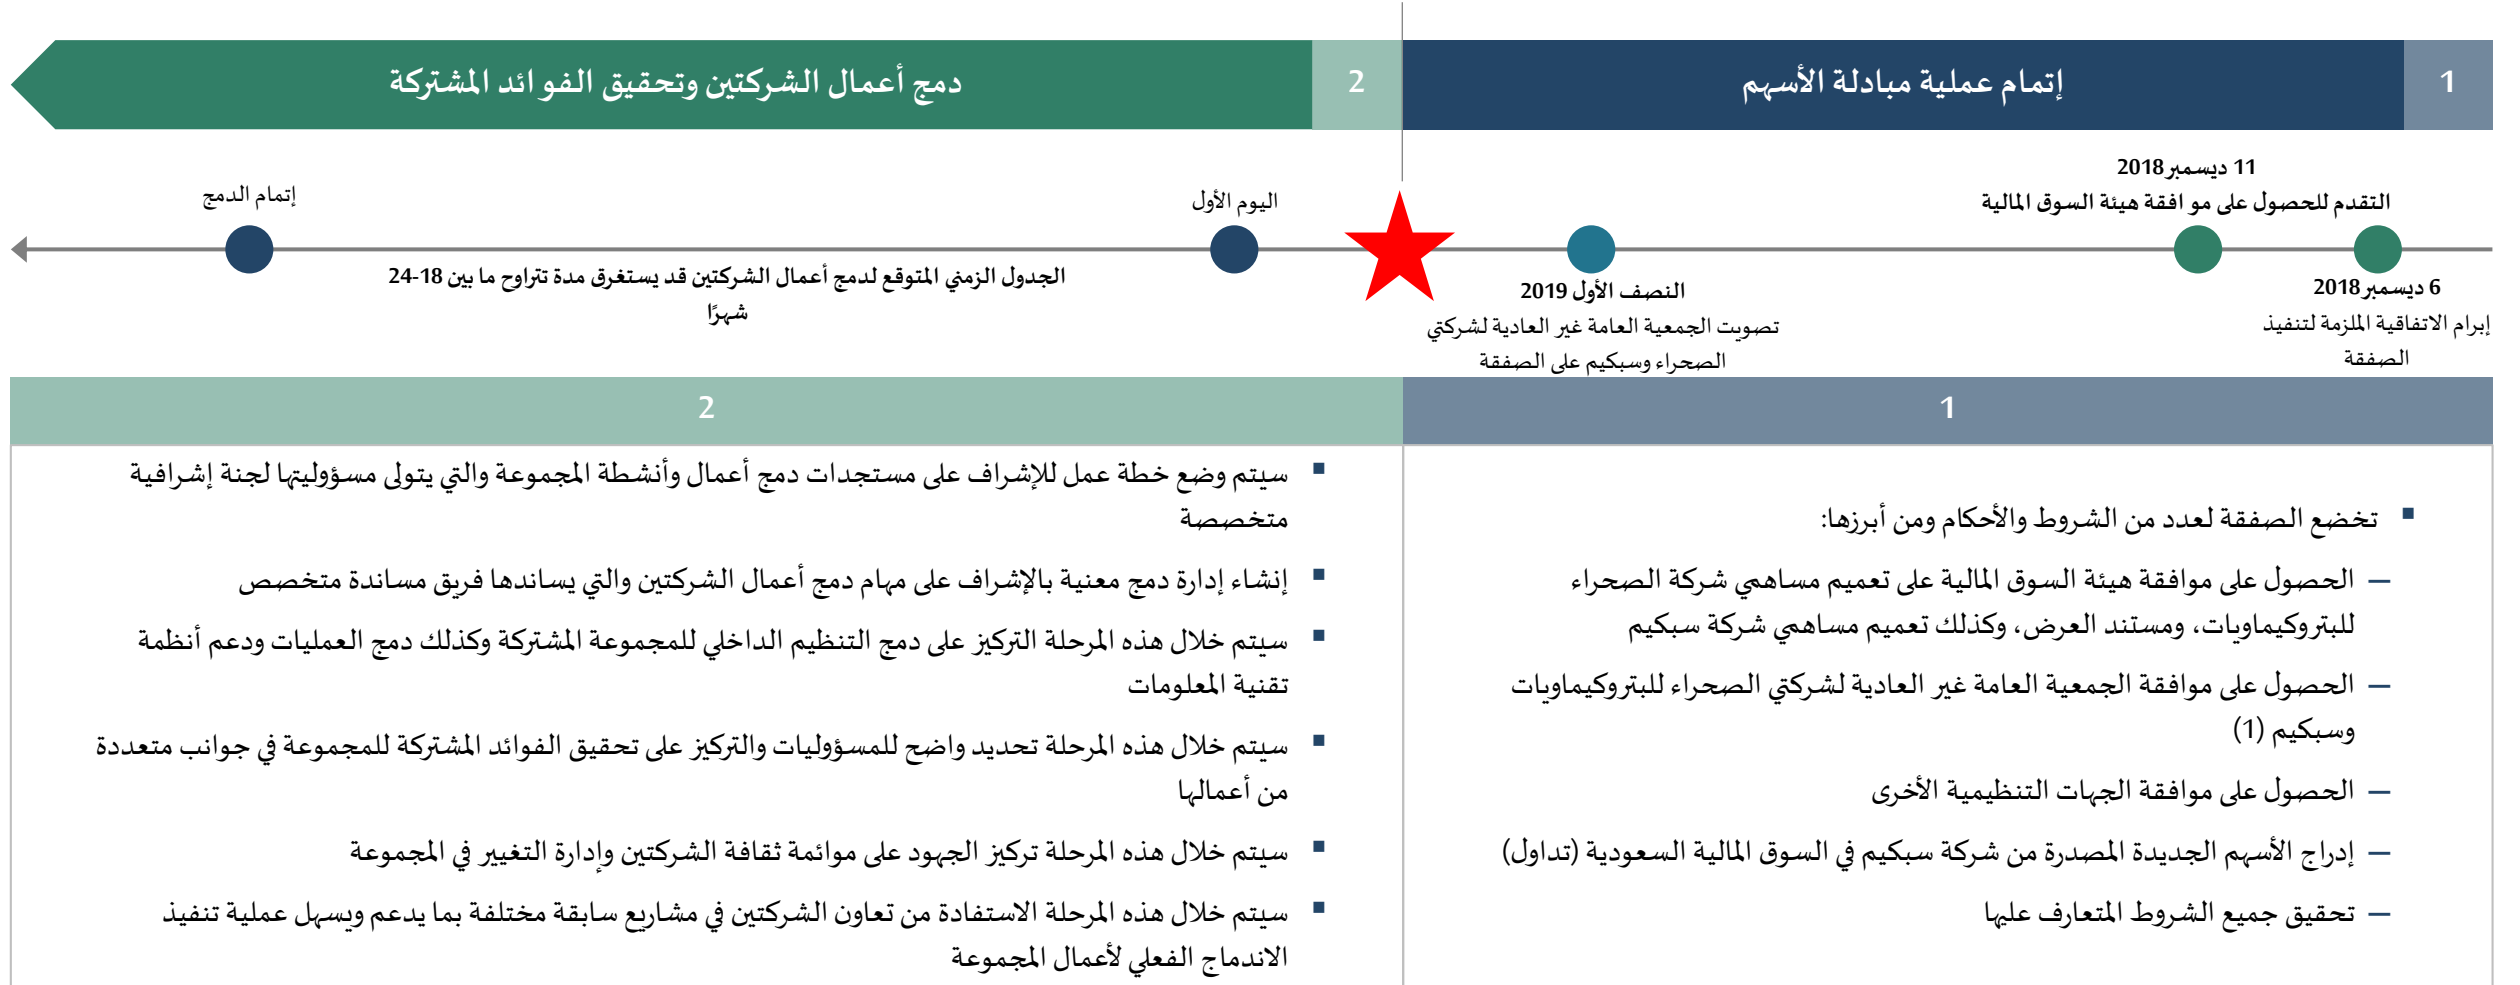 1
إتمام عملية مبادلة الأسهم
2
دمج أعمال الشركتين وتحقيق الفوائد المشتركة
11 ديسمبر 2018
التقدم للحصول على موافقة هيئة السوق المالية
6 ديسمبر 2018
إبرام الاتفاقية الملزمة لتنفيذ
الصفقة
النصف الأول 2019
تصويت الجمعية العامة غير العادية لشركتي
الصحراء وسبكيم على الصفقة
اليوم الأول
الجدول الزمني المتوقع لدمج أعمال الشركتين قد يستغرق مدة تتراوح ما بين 18-24
شهرًا
إتمام الدمج
1
تخضع الصفقة لعدد من الشروط والأحكام ومن أبرزها:
– الحصول على موافقة هيئة السوق المالية على تعميم مساهمي شركة الصحراء
للبتروكيماويات، ومستند العرض، وكذلك تعميم مساهمي شركة سبكيم
– الحصول على موافقة الجمعية العامة غير العادية لشركتي الصحراء للبتروكيماويات
وسبكيم (1)
– الحصول على موافقة الجهات التنظيمية الأخرى
– إدراج الأسهم الجديدة المصدرة من شركة سبكيم في السوق المالية السعودية (تداول)
– تحقيق جميع الشروط المتعارف عليها
2
سيتم وضع خطة عمل للإشراف على مستجدات دمج أعمال وأنشطة المجموعة والتي يتولى مسؤوليتها لجنة إشرافية
متخصصة
إنشاء إدارة دمج معنية بالإشراف على مهام دمج أعمال الشركتين والتي يساندها فريق مساندة متخصص
سيتم خلال هذه المرحلة التركيز على دمج التنظيم الداخلي للمجموعة المشتركة وكذلك دمج العمليات ودعم أنظمة
تقنية المعلومات
سيتم خلال هذه المرحلة تحديد واضح للمسؤوليات والتركيز على تحقيق الفوائد المشتركة للمجموعة في جوانب متعددة
من أعمالها
سيتم خلال هذه المرحلة تركيز الجهود على موائمة ثقافة الشركتين وإدارة التغيير في المجموعة
سيتم خلال هذه المرحلة الاستفادة من تعاون الشركتين في مشاريع سابقة مختلفة بما يدعم ويسهل عملية تنفيذ
الاندماج الفعلي لأعمال المجموعة